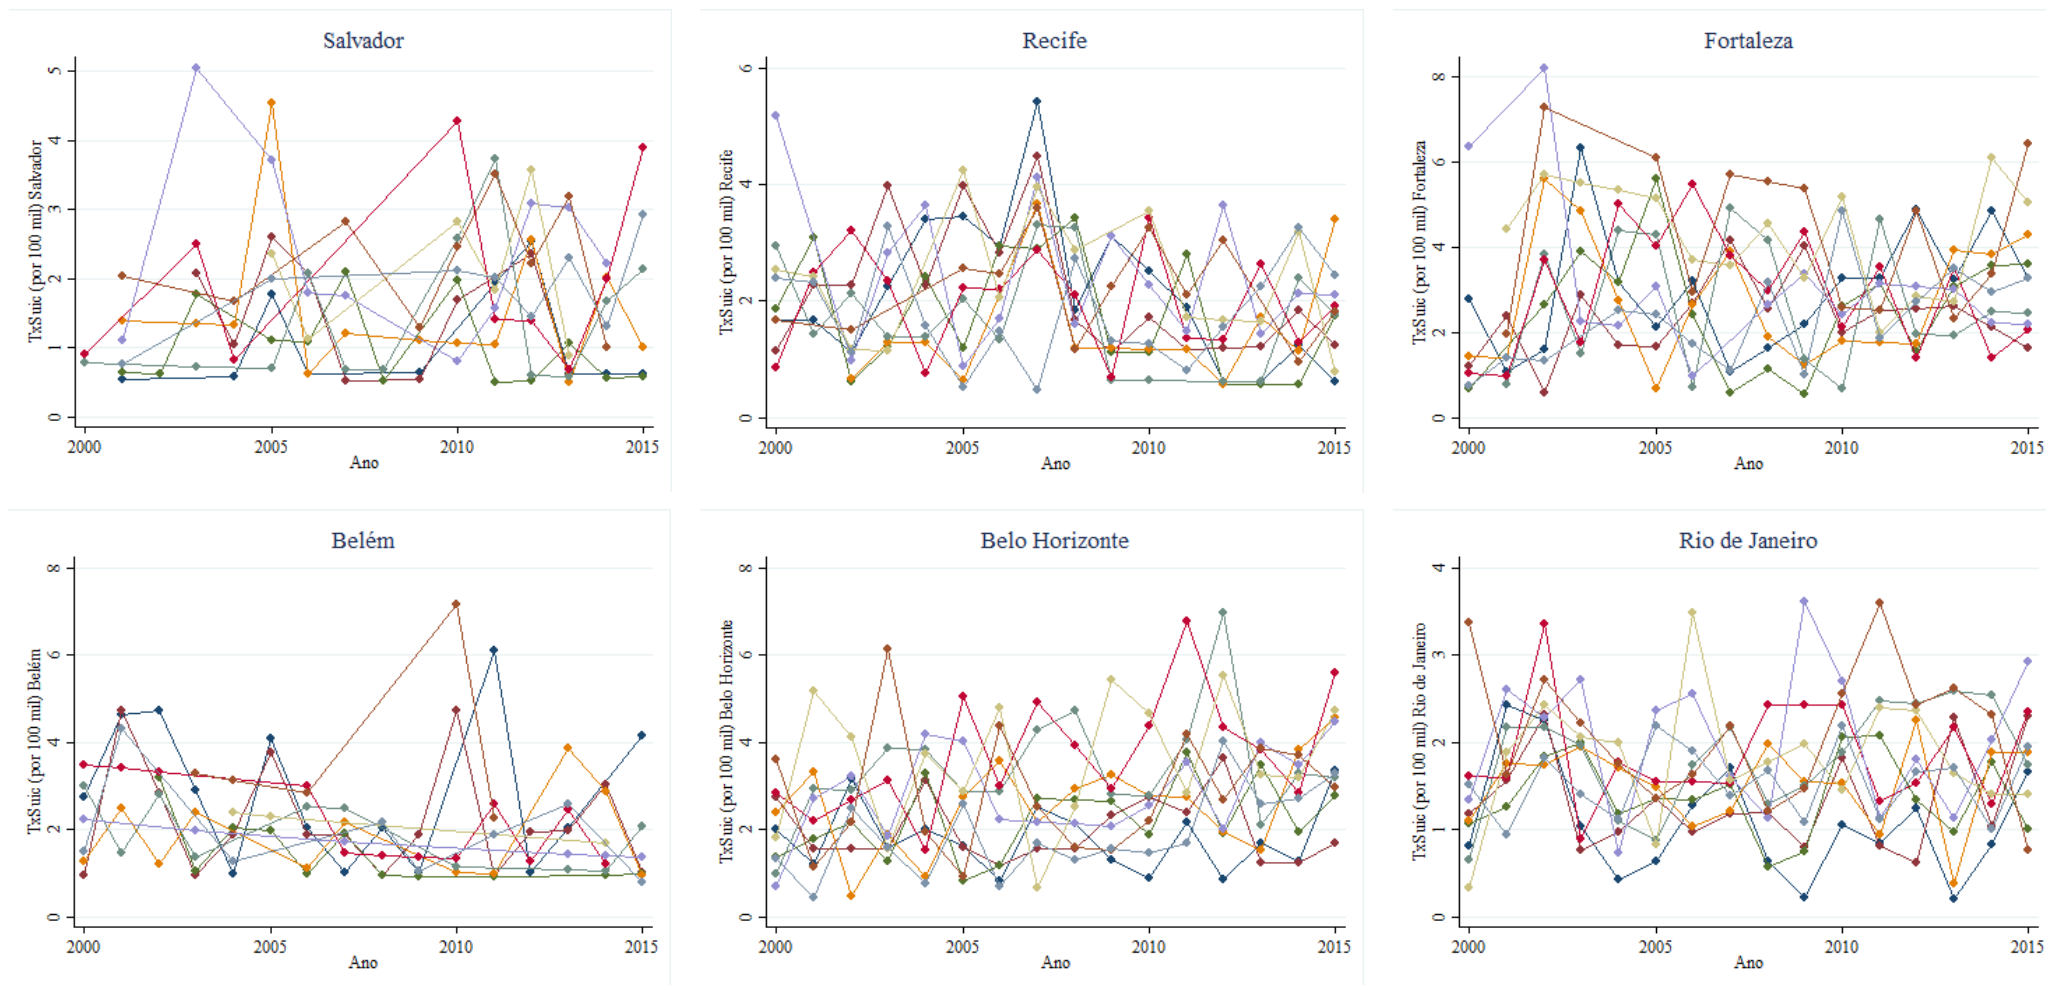 Salvador
TxSuic (por 100 mil) Salvador
5
4
3
2
1
0
2000 2005 2010 2015
Ano
Recife
TxSuic (por 100 mil) Recife
6
4
2
0
2000 2005 2010 2015
Ano
Fortaleza
TxSuic (por 100 mil) Fortaleza
8
6
4
2
0
2000 2005 2010 2015
Ano
Belém
TxSuic (por 100 mil) Belém
8
6
4
2
0
2000 2005 2010 2015
Ano
Belo Horizonte
TxSuic (por 100 mil) Belo Horizonte
8
6
4
2
0
2000 2005 2010 2015
Ano
Rio de Janeiro
TxSuic (por 100 mil) Rio de Janeiro
4
3
2
1
0
2000 2005 2010 2015
Ano